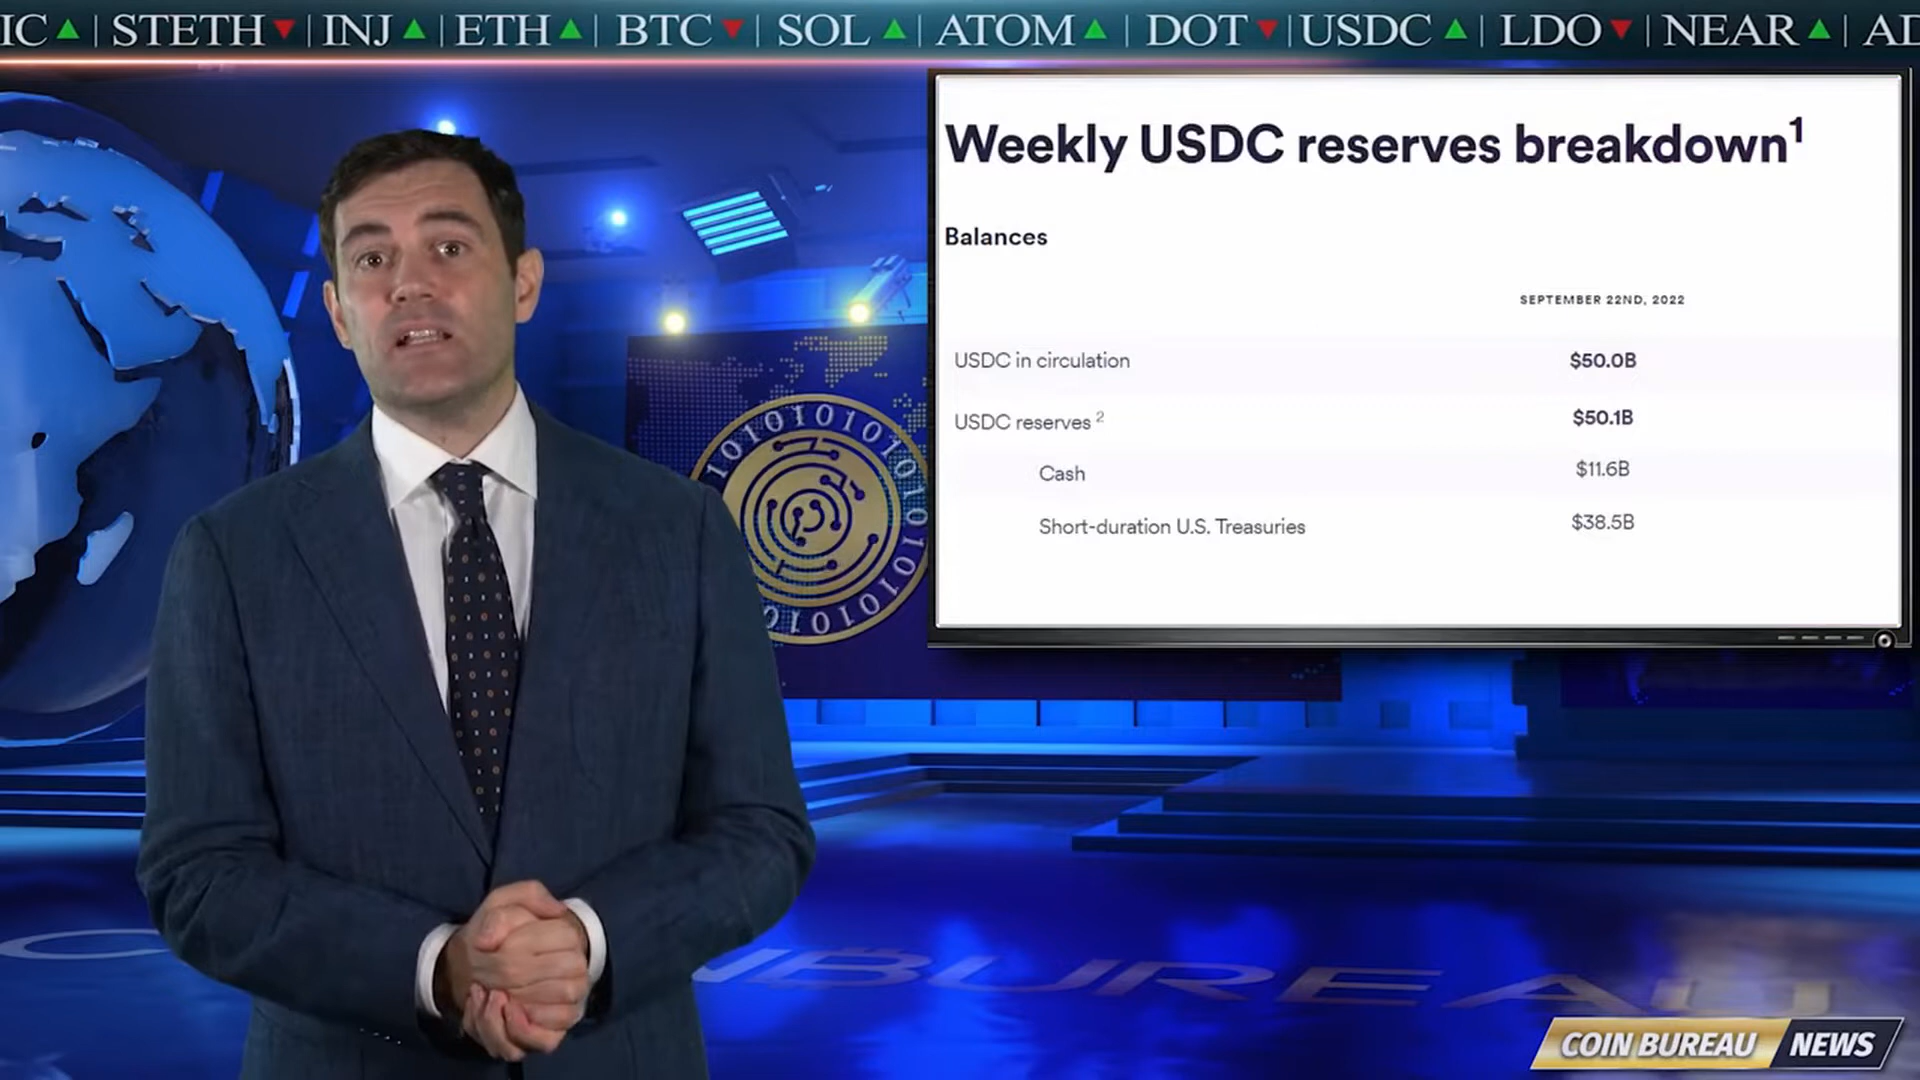 STETH | INJ | ETH | BTC | SOL | ATOM | DOT | USDC | LDO | NEAR |
Weekly USDC reserves breakdown¹
Balances
SEPTEMBER 22ND, 2022
USDC in circulation $50.0B
USDC reserves ² $50.1B
Cash $11.6B
Short-duration U.S. Treasuries $38.5B
1010101010101010101
COIN BUREAU NEWS